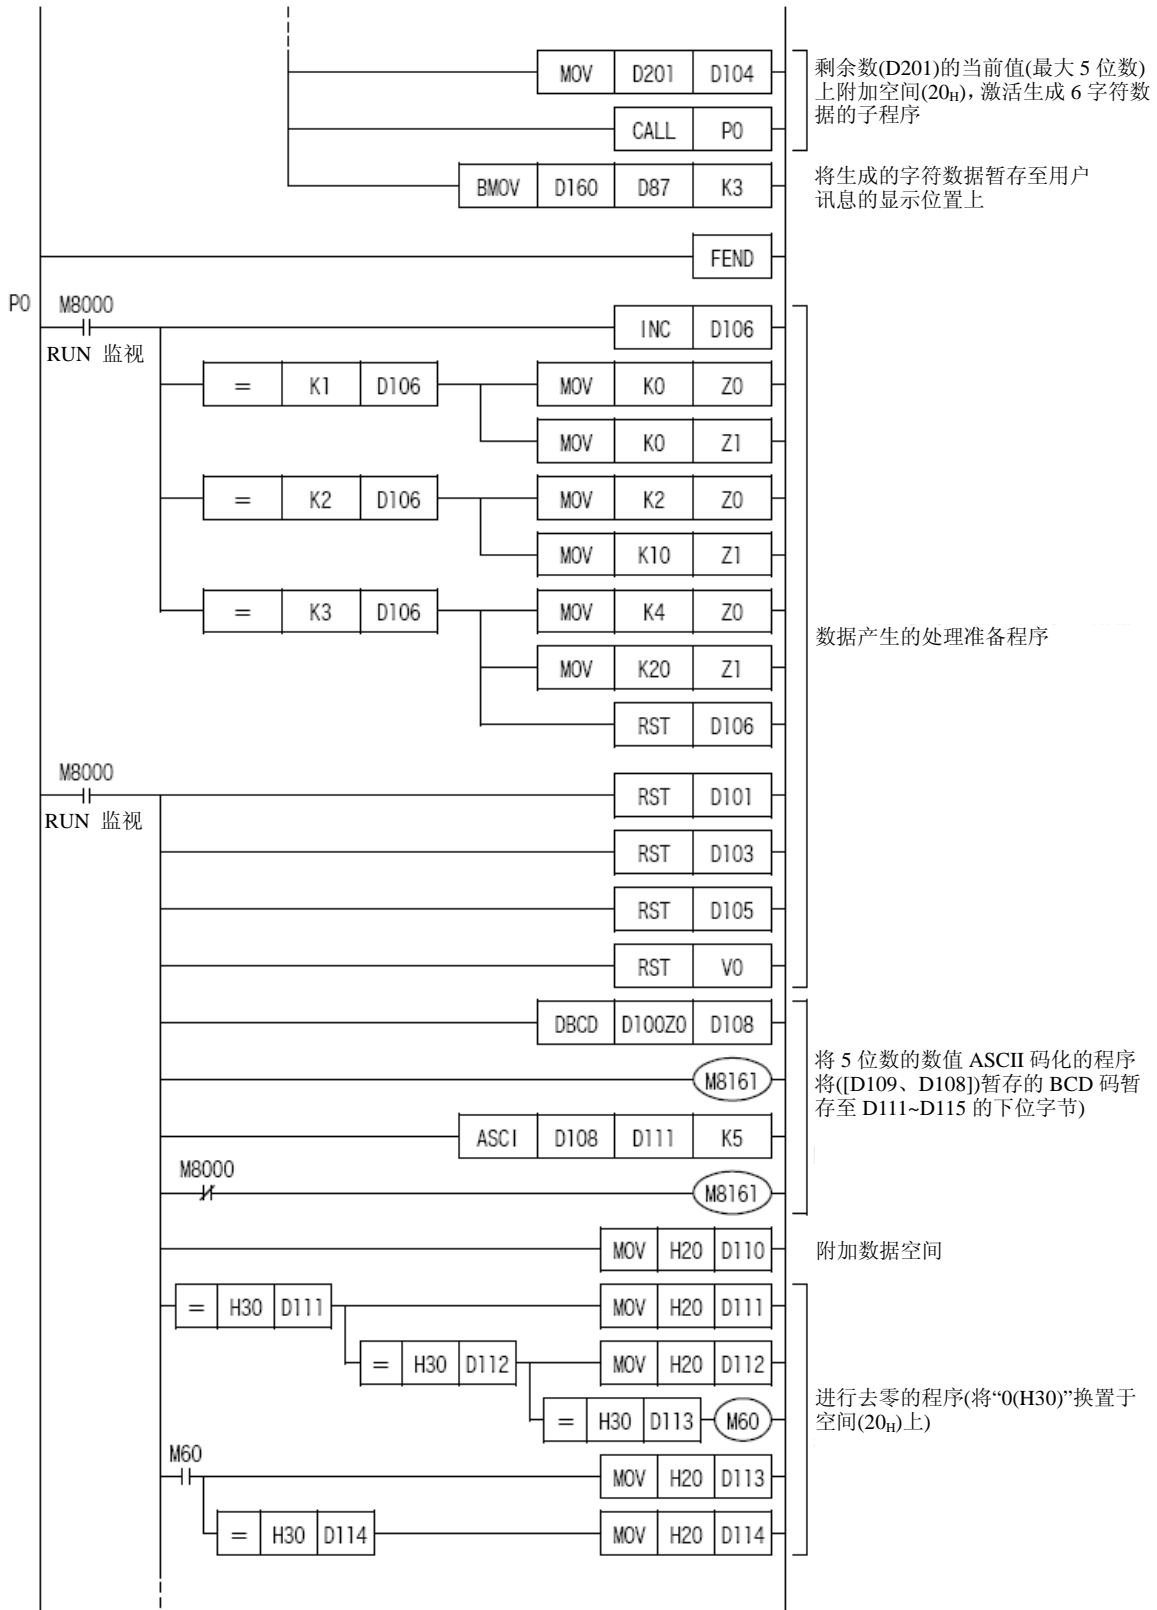 MOV D201 D104
剩余数(D201)的当前值(最大 5 位数)
上附加空间(20H)，激活生成 6 字符数
据的子程序
CALL P0
BMOV D160 D87 K3
将生成的字符数据暂存至用户
讯息的显示位置上
FEND
P0 M8000
RUN 监视
INC D106
= K1 D106 MOV K0 Z0
MOV K0 Z1
= K2 D106 MOV K2 Z0
MOV K10 Z1
= K3 D106 MOV K4 Z0
MOV K20 Z1
RST D106
数据产生的处理准备程序
M8000
RUN 监视
RST D101
RST D103
RST D105
RST V0
DBCD D100Z0 D108
M8161
将 5 位数的数值 ASCII 码化的程序
将([D109、D108])暂存的 BCD 码暂
存至 D111~D115 的下位字节)
ASCI D108 D111 K5
M8000
M8161
MOV H20 D110
附加数据空间
= H30 D111 MOV H20 D111
= H30 D112 MOV H20 D112
= H30 D113 M60
进行去零的程序(将“0(H30)”换置于
空间(20H)上)
M60
MOV H20 D113
= H30 D114 MOV H20 D114